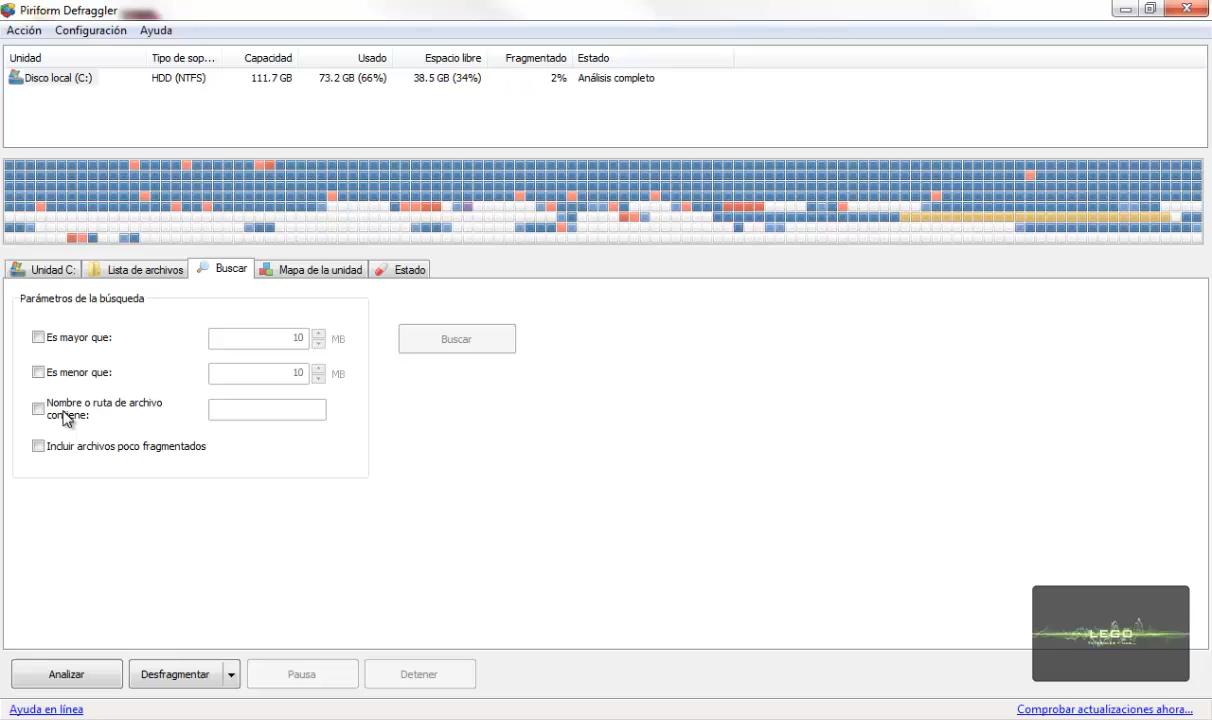 Piriform Defraggler
Acción Configuración Ayuda
Unidad Tipo de sop... Capacidad Usado Espacio libre Fragmentado Estado
Disco local (C:) HDD (NTFS) 111.7 GB 73.2 GB (66%) 38.5 GB (34%) 2% Análisis completo
Unidad C: Lista de archivos Buscar Mapa de la unidad Estado
Parámetros de la búsqueda
Es mayor que: 10 MB Buscar
Es menor que: 10 MB
Nombre o ruta de archivo
contiene:
Incluir archivos poco fragmentados
LEGO
Analizar Desfragmentar Pausa Detener
Ayuda en línea Comprobar actualizaciones ahora...